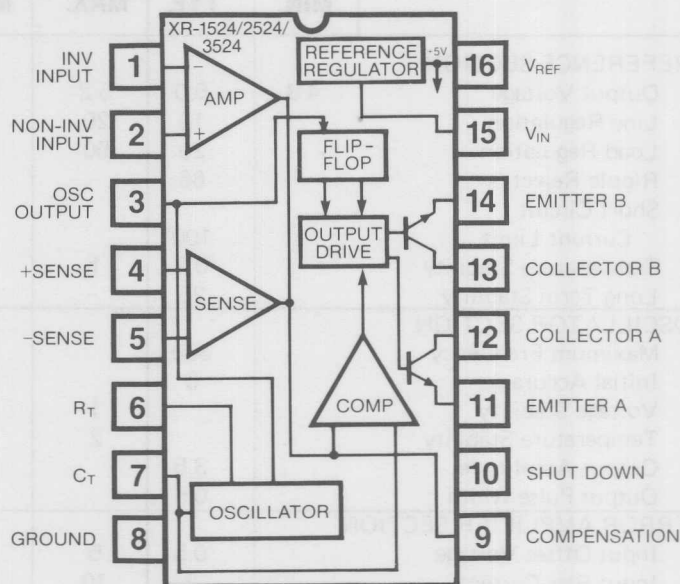 XR-1524/2524/
3524
INV
INPUT
1
NON-INV
INPUT
2
OSC
OUTPUT
3
+SENSE
4
–SENSE
5
RT
6
CT
7
GROUND
8
–
AMP
+
SENSE
OSCILLATOR
REFERENCE
REGULATOR
+5V
FLIP-
FLOP
OUTPUT
DRIVE
COMP
16
VREF
15
VIN
14
EMITTER B
13
COLLECTOR B
12
COLLECTOR A
11
EMITTER A
10
SHUT DOWN
9
COMPENSATION